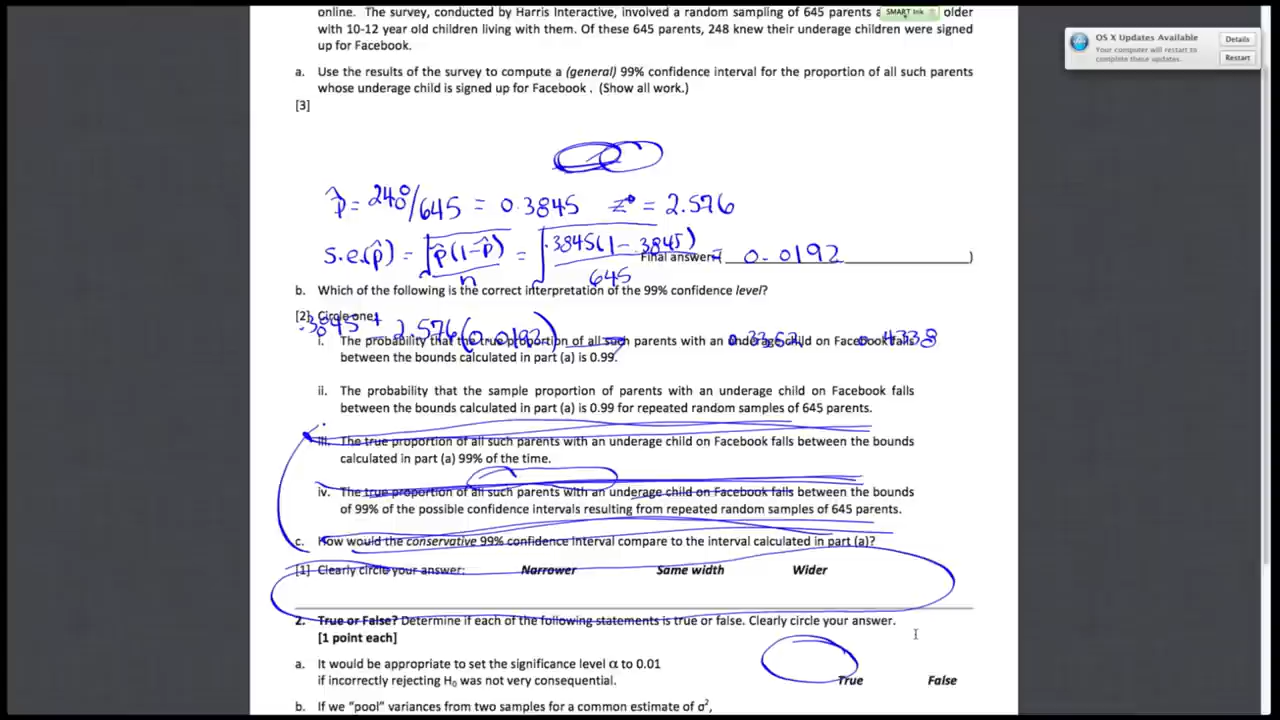 online. The survey, conducted by Harris Interactive, involved a random sampling of 645 parents a SMART Ink older
with 10-12 year old children living with them. Of these 645 parents, 248 knew their underage children were signed
up for Facebook.
OS X Updates Available
Your computer will restart to
complete these updates.
Details
Restart
a. Use the results of the survey to compute a (general) 99% confidence interval for the proportion of all such parents
whose underage child is signed up for Facebook . (Show all work.)
[3]
p̂ = 248/645 = 0.3845 z* = 2.576
s.e.(p̂) = √p̂(1-p̂)/n = √.3845(1-.3845)/645 = 0.0192
Final answer:
)
b. Which of the following is the correct interpretation of the 99% confidence level?
[2] Circle one:
.3845 ± 2.576(0.0192) → 0.3352 0.4338
i. The probability that the true proportion of all such parents with an underage child on Facebook falls
between the bounds calculated in part (a) is 0.99.
ii. The probability that the sample proportion of parents with an underage child on Facebook falls
between the bounds calculated in part (a) is 0.99 for repeated random samples of 645 parents.
iii. The true proportion of all such parents with an underage child on Facebook falls between the bounds
calculated in part (a) 99% of the time.
iv. The true proportion of all such parents with an underage child on Facebook falls between the bounds
of 99% of the possible confidence intervals resulting from repeated random samples of 645 parents.
c. How would the conservative 99% confidence interval compare to the interval calculated in part (a)?
[1] Clearly circle your answer: Narrower Same width Wider
2. True or False? Determine if each of the following statements is true or false. Clearly circle your answer.
[1 point each]
a. It would be appropriate to set the significance level α to 0.01
if incorrectly rejecting H₀ was not very consequential. True False
b. If we "pool" variances from two samples for a common estimate of σ²,